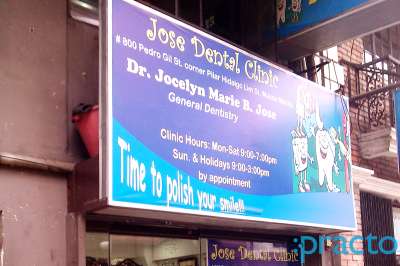 Jose Dental Clinic
# 800 Pedro Gil St. corner Pilar Hidalgo Lim St. Malate Manila
Dr. Jocelyn Marie B. Jose
General Dentistry
Clinic Hours: Mon-Sat 9:00-7:00pm
Sun. & Holidays 9:00-3:00pm
by appointment
Time to polish your smile!!!
Jose Dental Clinic
practo